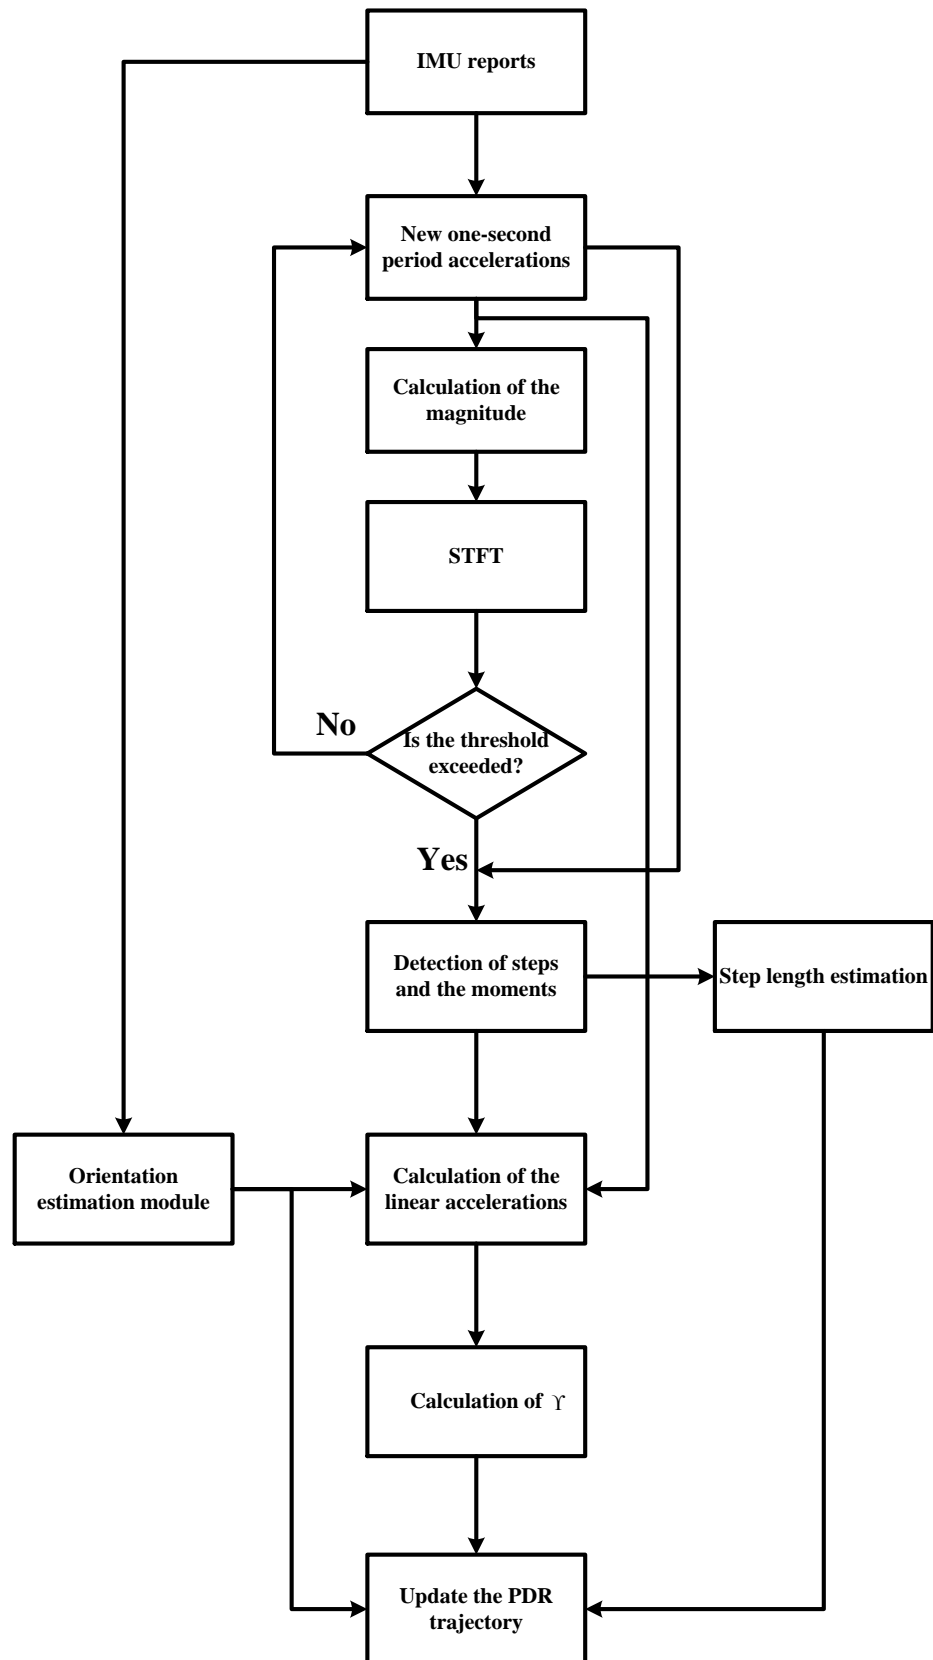 IMU reports
New one-second
period accelerations
Calculation of the
magnitude
STFT
No
Is the threshold
exceeded?
Yes
Detection of steps
and the moments
Step length estimation
Orientation
estimation module
Calculation of the
linear accelerations
Calculation of ϒ
Update the PDR
trajectory